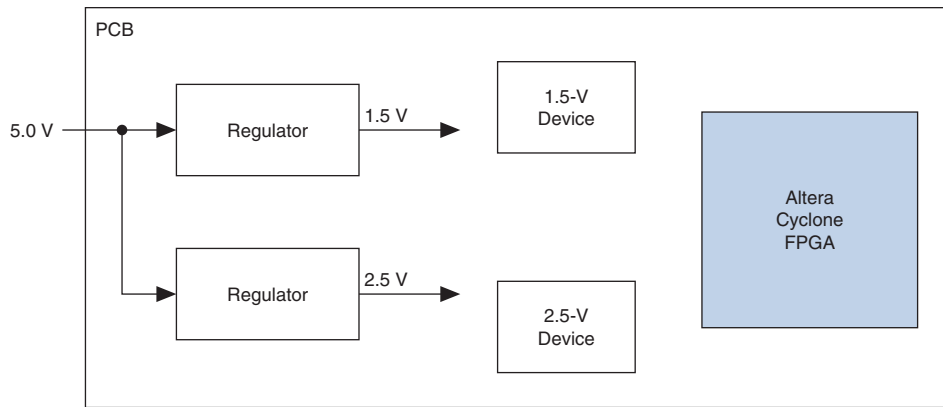 PCB
5.0 V
Regulator
1.5 V
1.5-V
Device
Altera
Cyclone
FPGA
Regulator
2.5 V
2.5-V
Device